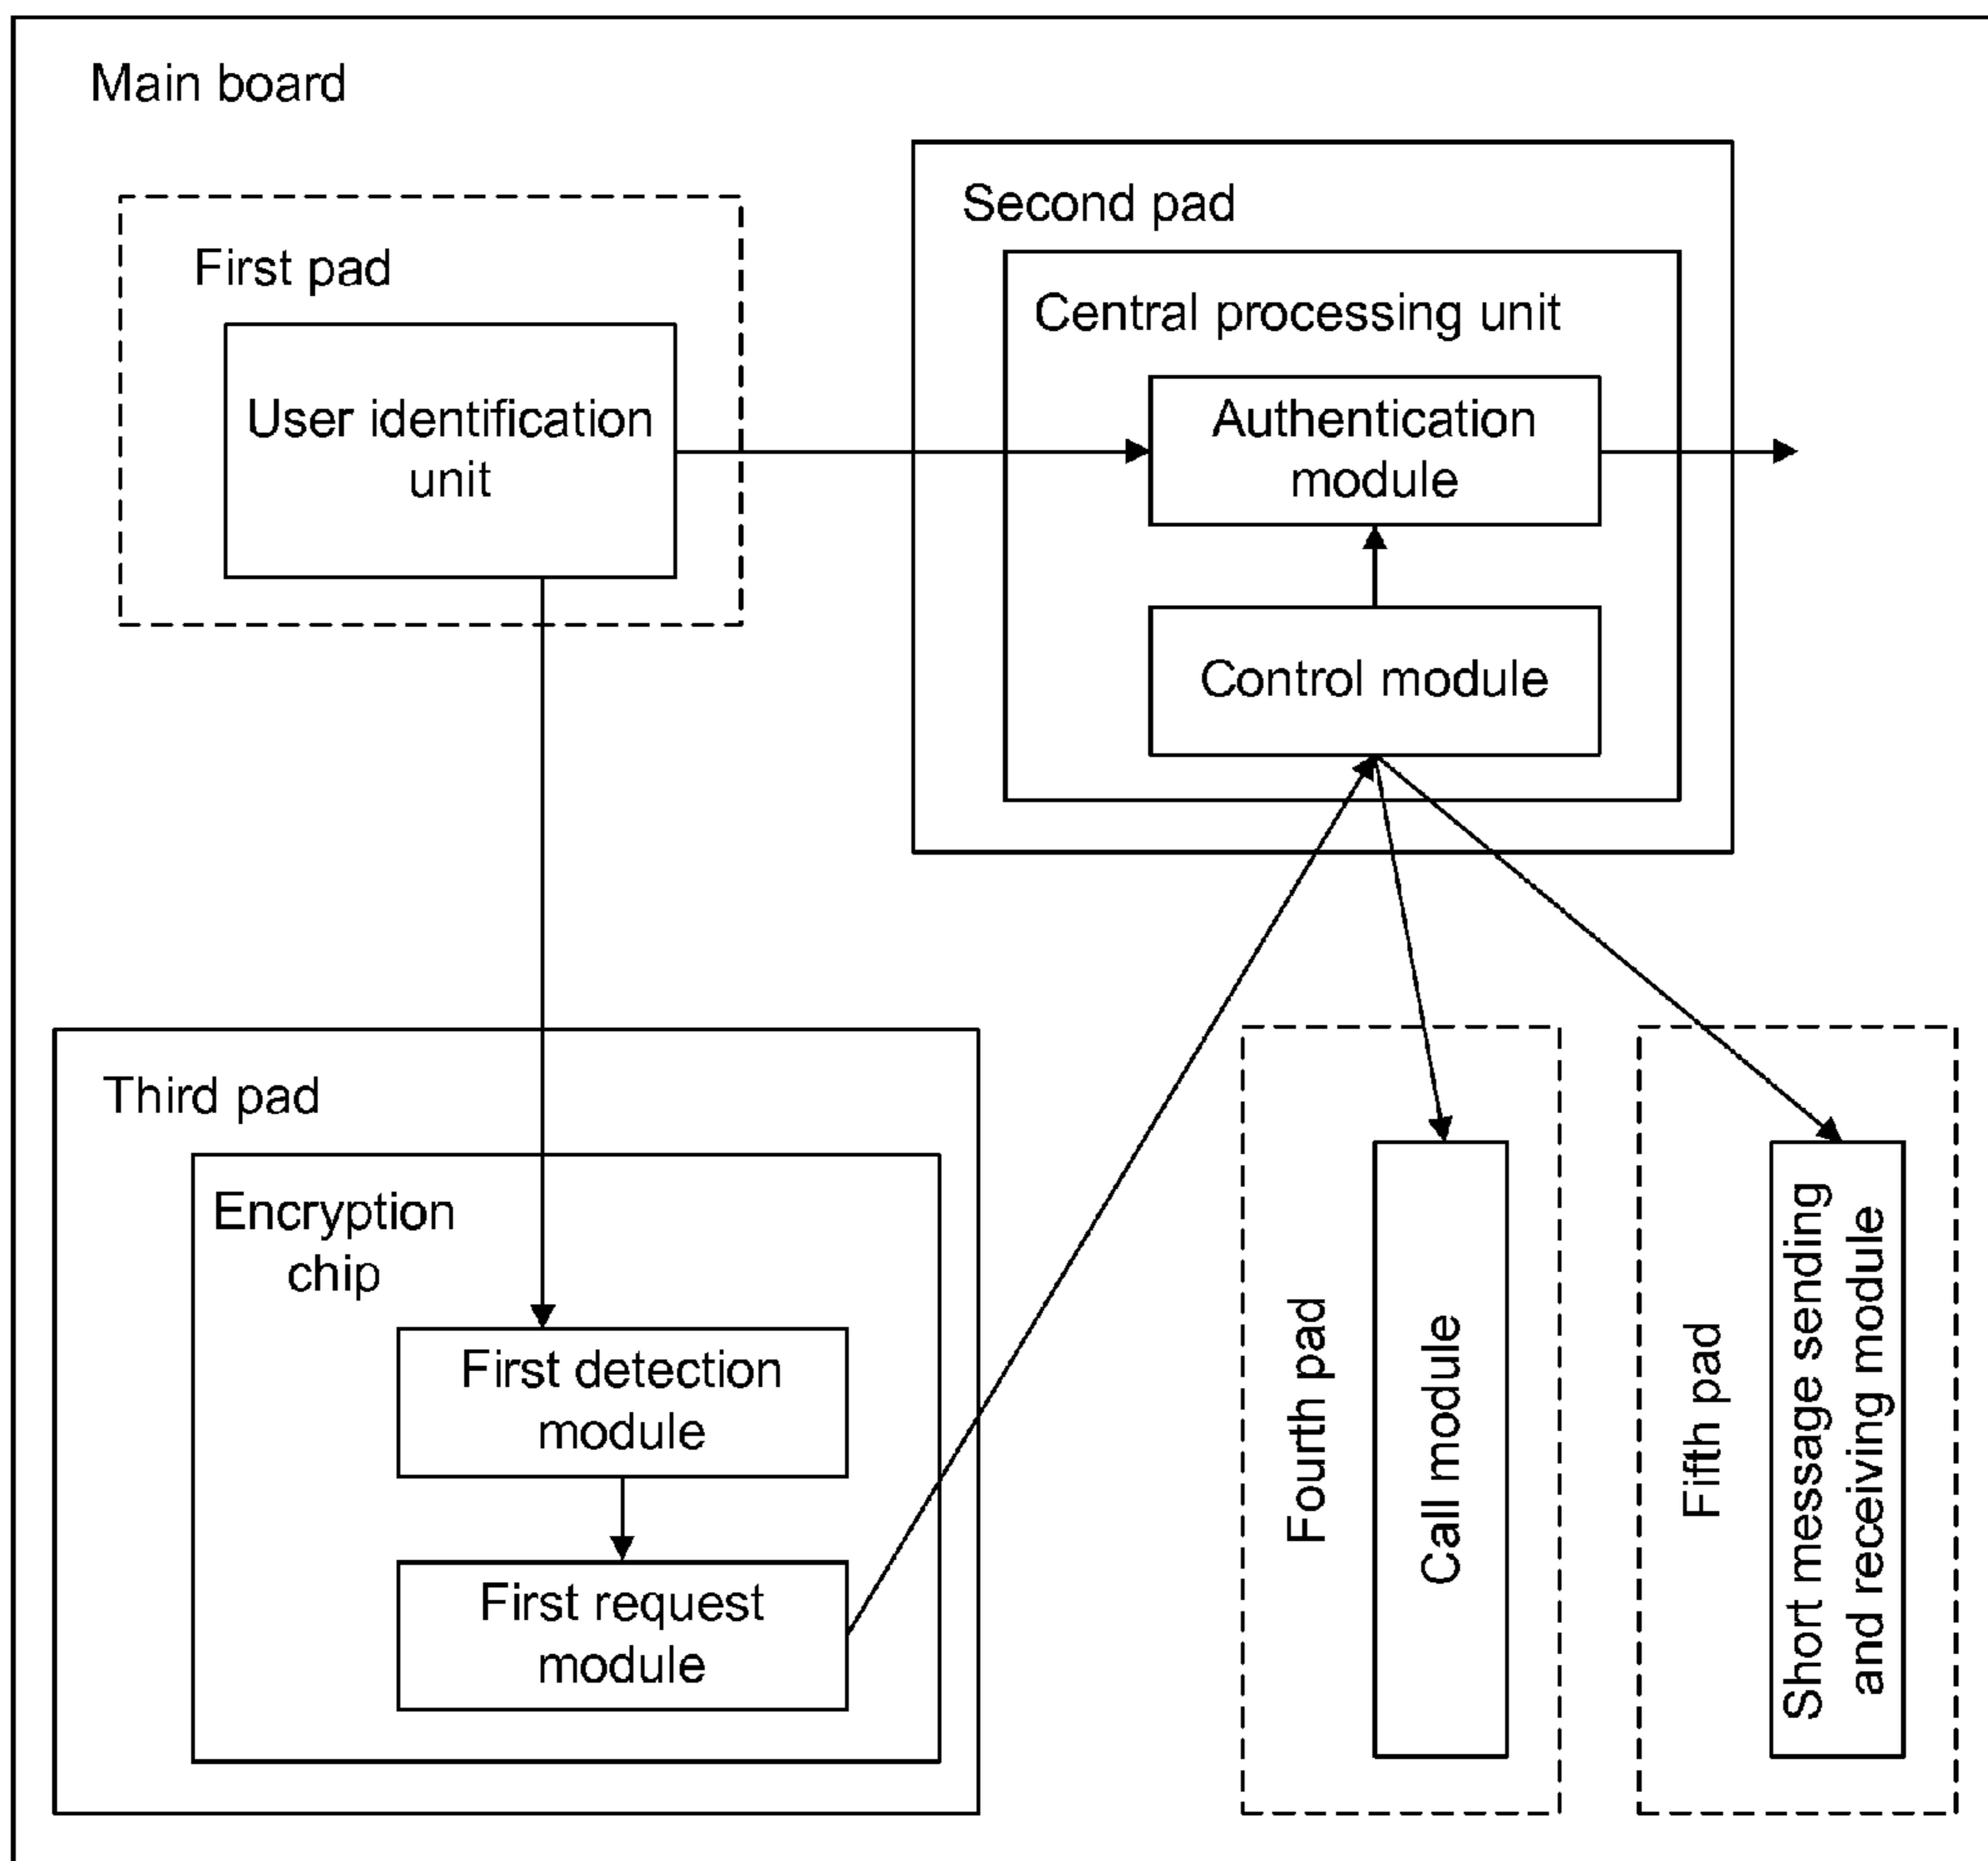 Main board
First pad
User identification
unit
Second pad
Central processing unit
Authentication
module
Control module
Third pad
Encryption
chip
First detection
module
First request
module
Fourth pad
Call module
Fifth pad
Short message sending
and receiving module